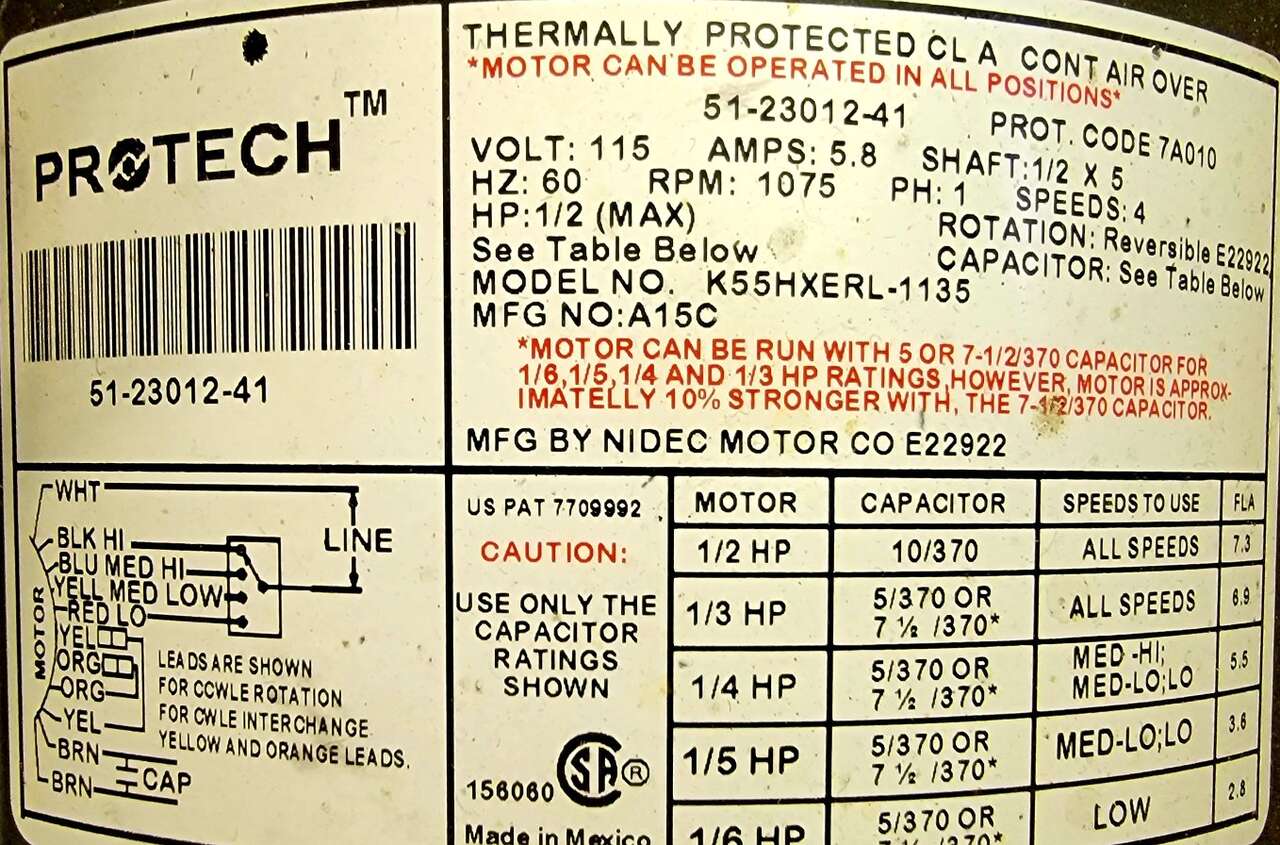 PROTECH™
51-23012-41
THERMALLY PROTECTED CL A CONT AIR OVER
*MOTOR CAN BE OPERATED IN ALL POSITIONS*
51-23012-41 PROT. CODE 7A010
VOLT: 115 AMPS: 5.8 SHAFT:1/2 X 5
HZ: 60 RPM: 1075 PH: 1 SPEEDS: 4
HP:1/2 (MAX) ROTATION: Reversible E22922
See Table Below CAPACITOR: See Table Below
MODEL NO. K55HXERL-1135
MFG NO:A15C
*MOTOR CAN BE RUN WITH 5 OR 7-1/2/370 CAPACITOR FOR
1/6,1/5,1/4 AND 1/3 HP RATINGS,HOWEVER, MOTOR IS APPROX-
IMATELLY 10% STRONGER WITH, THE 7-1/2/370 CAPACITOR.
MFG BY NIDEC MOTOR CO E22922
WHT
BLK HI
LINE
BLU MED HI
YELL MED LOW
RED LO
MOTOR
YEL
ORG
ORG
YEL
BRN
BRN
CAP
LEADS ARE SHOWN
FOR CCWLE ROTATION
FOR CWLE INTERCHANGE
YELLOW AND ORANGE LEADS.
US PAT 7709992
CAUTION:
USE ONLY THE
CAPACITOR
RATINGS
SHOWN
156060
SA®
Made in Mexico
MOTOR CAPACITOR SPEEDS TO USE FLA
1/2 HP 10/370 ALL SPEEDS 7.3
1/3 HP 5/370 OR 7 ½ /370* ALL SPEEDS 6.9
1/4 HP 5/370 OR 7 ½ /370* MED -HI; MED-LO;LO 5.5
1/5 HP 5/370 OR 7 ½ /370* MED-LO;LO 3.6
1/6 HP 5/370 OR 7 ½ /370* LOW 2.8